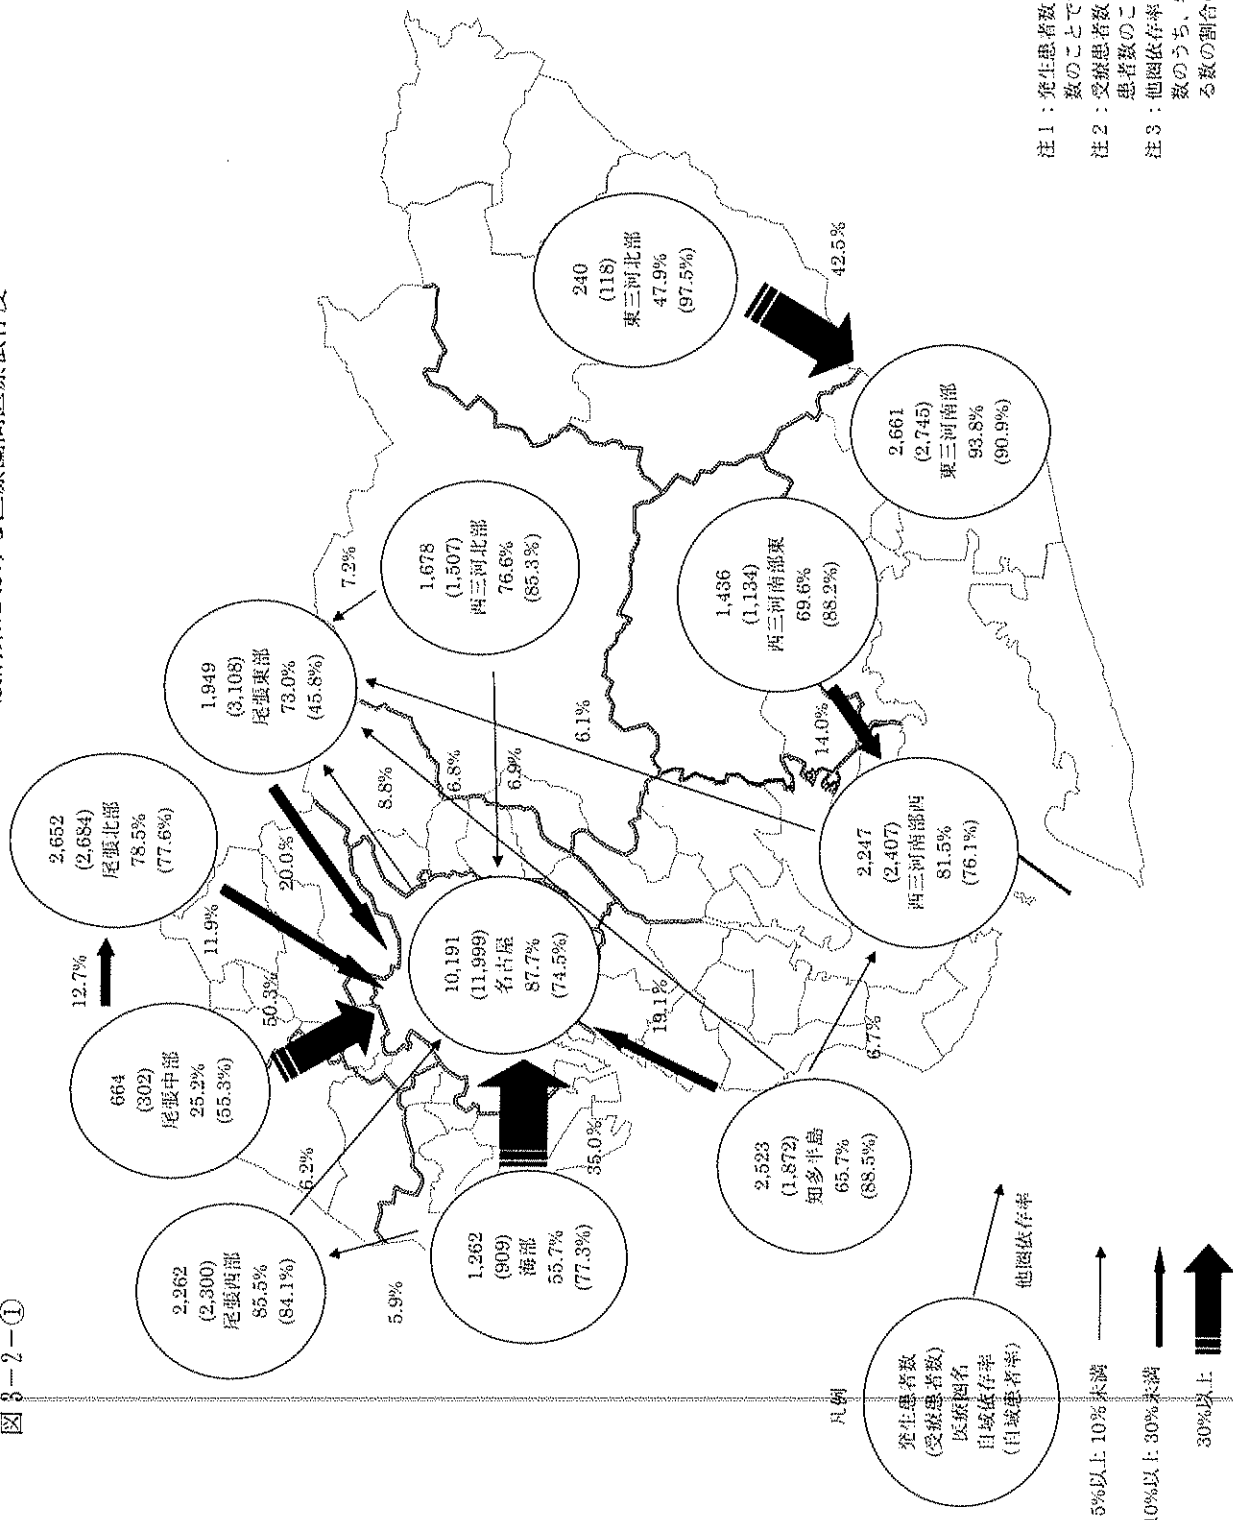 図 3-2-①
医療圏間医療依存度
2,262
(2,300)
尾張西部
85.5%
(84.1%)
664
(302)
尾張中部
25.2%
(55.3%)
2,652
(2,684)
尾張北部
78.5%
(77.6%)
1,949
(3,108)
尾張東部
73.0%
(45.8%)
1,262
(909)
海部
55.7%
(77.3%)
10,191
(11,999)
名古屋
87.7%
(74.5%)
1,678
(1,507)
西三河北部
76.6%
(85.3%)
240
(118)
東三河北部
47.9%
(97.5%)
2,523
(1,872)
知多半島
65.7%
(88.5%)
2,247
(2,407)
西三河南部西
81.5%
(76.1%)
1,436
(1,134)
西三河南部東
69.6%
(88.2%)
2,661
(2,745)
東三河南部
93.8%
(90.9%)
12.7%
11.9%
20.0%
50.3%
6.2%
5.9%
35.0%
7.2%
8.8%
6.8%
6.9%
6.1%
14.0%
19.1%
6.7%
42.5%
凡例
発生患者数
(受療患者数)
医療圏名
自域依存率
(自域患者率)
他圏依存率
5%以上 10%未満
10%以上 30%未満
30%以上
注1:発生患者数
数のことで
注2:受療患者数
患者数のこ
注3:他圏依存率
数のうち、
る数の割合